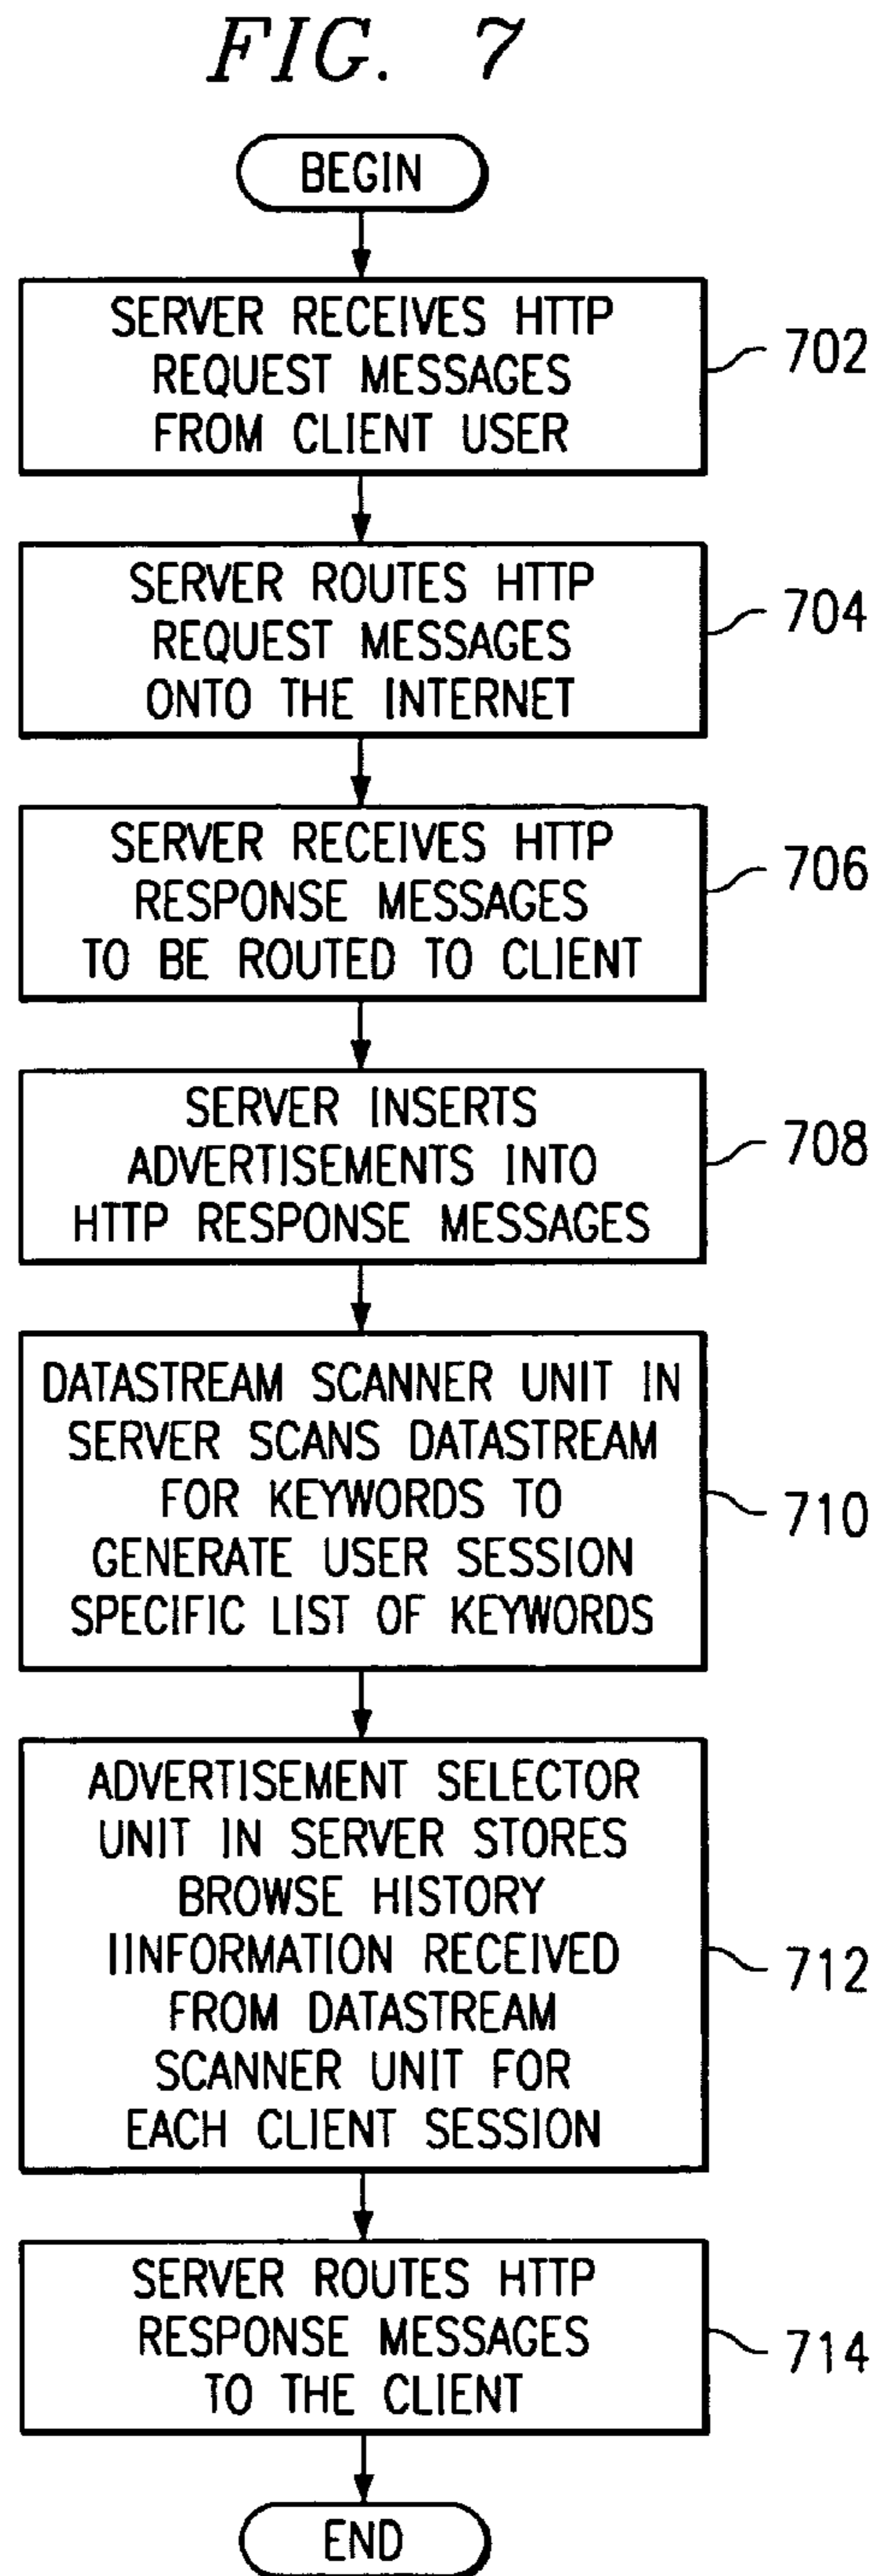 FIG. 7
BEGIN
SERVER RECEIVES HTTP
REQUEST MESSAGES
FROM CLIENT USER
702
SERVER ROUTES HTTP
REQUEST MESSAGES
ONTO THE INTERNET
704
SERVER RECEIVES HTTP
RESPONSE MESSAGES
TO BE ROUTED TO CLIENT
706
SERVER INSERTS
ADVERTISEMENTS INTO
HTTP RESPONSE MESSAGES
708
DATASTREAM SCANNER UNIT IN
SERVER SCANS DATASTREAM
FOR KEYWORDS TO
GENERATE USER SESSION
SPECIFIC LIST OF KEYWORDS
710
ADVERTISEMENT SELECTOR
UNIT IN SERVER STORES
BROWSE HISTORY
IINFORMATION RECEIVED
FROM DATASTREAM
SCANNER UNIT FOR
EACH CLIENT SESSION
712
SERVER ROUTES HTTP
RESPONSE MESSAGES
TO THE CLIENT
714
END